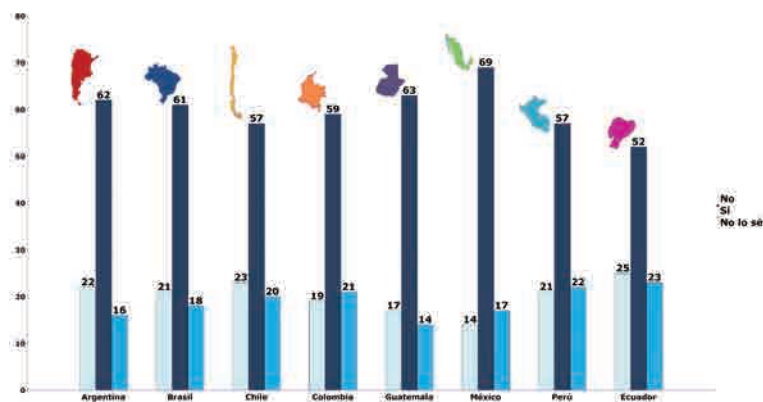 80
70
60
50
40
30
20
10
0
22 62 16
21 61 18
23 57 20
19 59 21
17 63 14
14 69 17
21 57 22
25 52 23
Argentina Brasil Chile Colombia Guatemala México Perú Ecuador
No
Sí
No lo sé